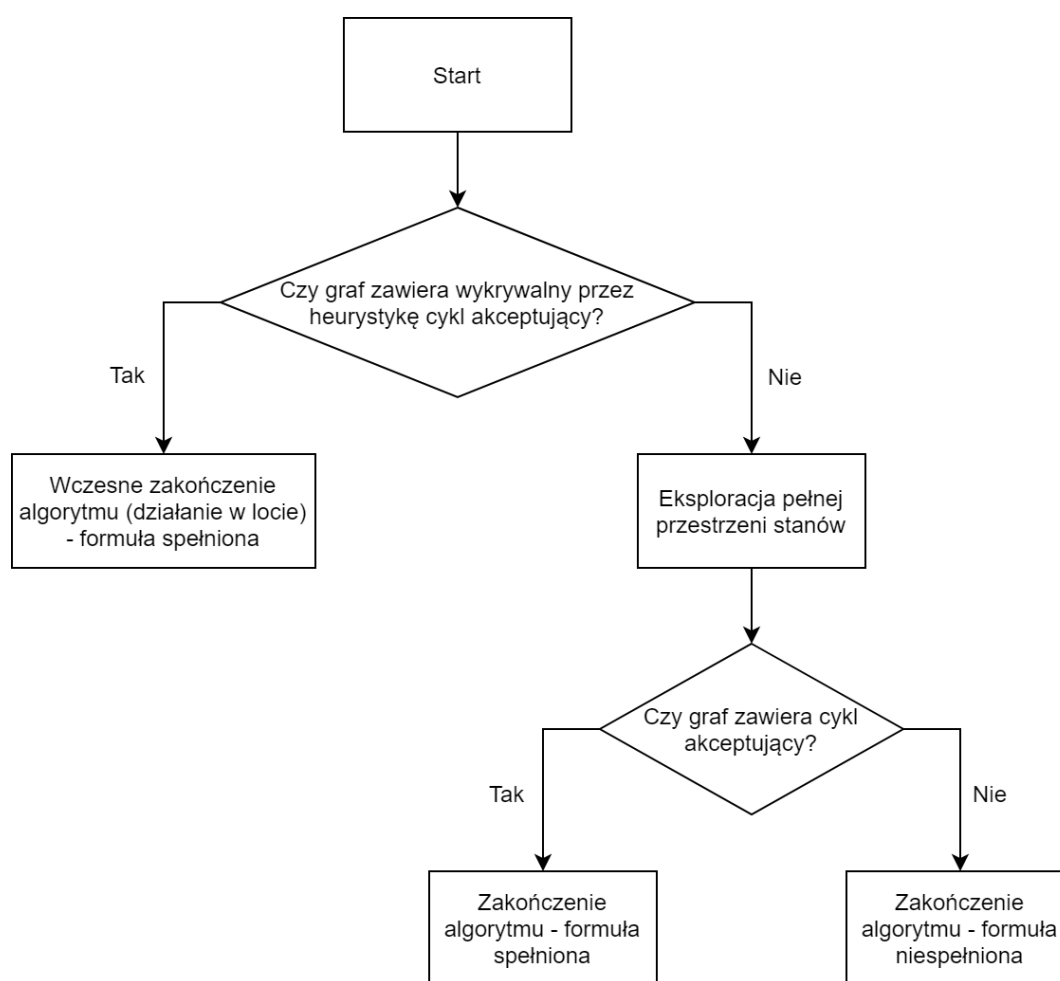 Start
Czy graf zawiera wykrywalny przez
heurystykę cykl akceptujący?
Tak
Nie
Wczesne zakończenie
algorytmu (działanie w locie)
- formuła spełniona
Eksploracja pełnej
przestrzeni stanów
Czy graf zawiera cykl
akceptujący?
Tak
Nie
Zakończenie
algorytmu - formuła
spełniona
Zakończenie
algorytmu - formuła
niespełniona